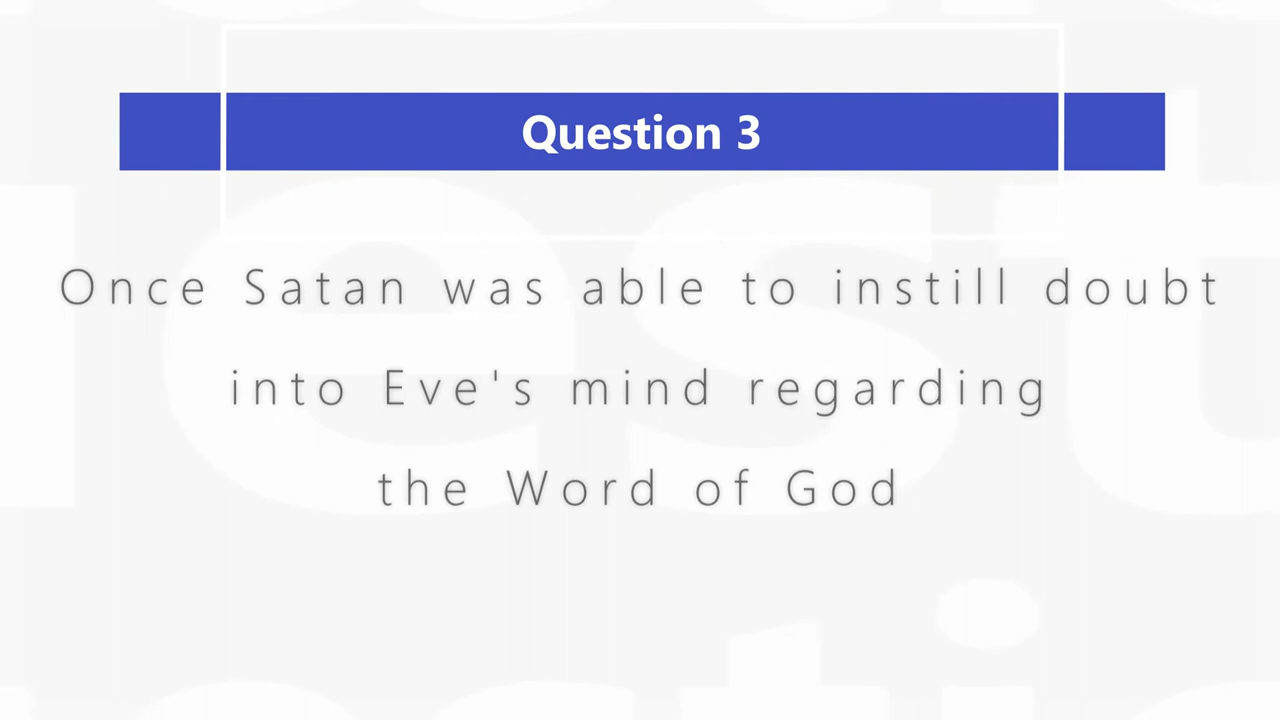 Question 3
Once Satan was able to instill doubt
into Eve's mind regarding
the Word of God